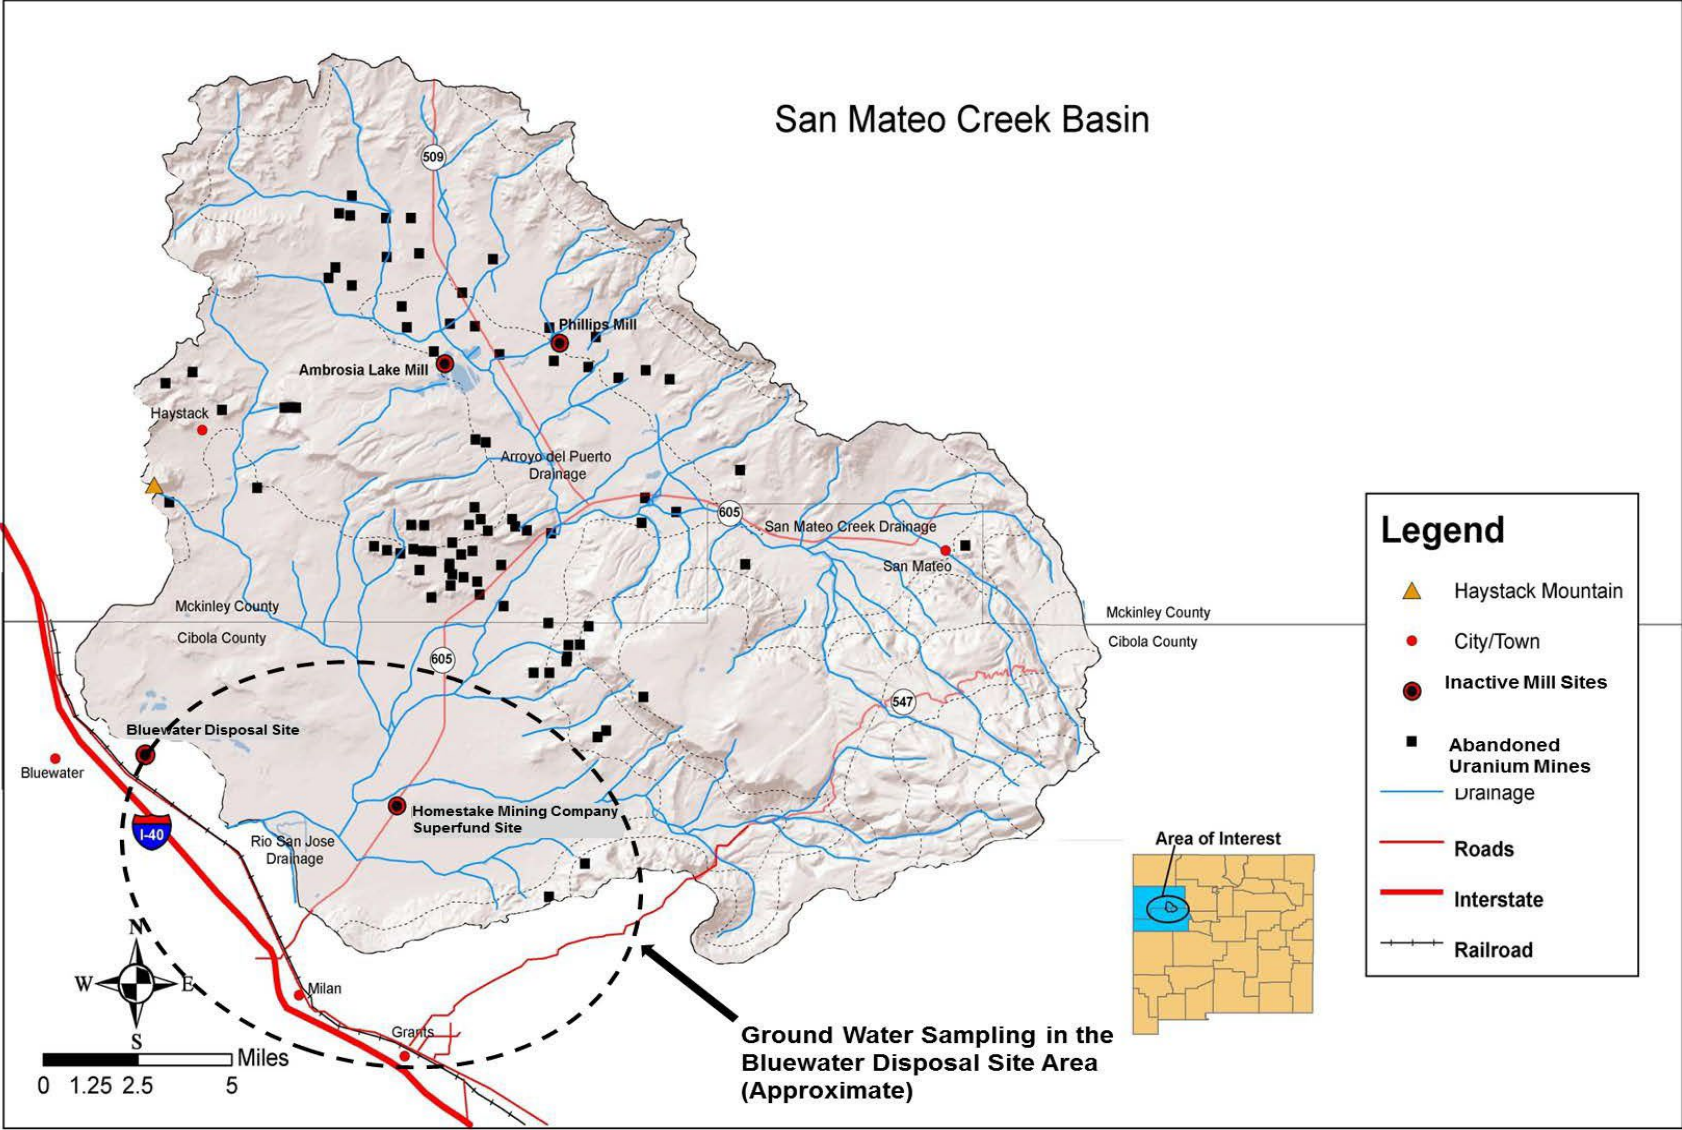 San Mateo Creek Basin
509
Phillips Mill
Ambrosia Lake Mill
Haystack
Arroyo del Puerto
Drainage
605
San Mateo Creek Drainage
San Mateo
Mckinley County
Cibola County
Mckinley County
Cibola County
605
547
Bluewater Disposal Site
Bluewater
Homestake Mining Company
Superfund Site
I-40
Rio San Jose
Drainage
N
W
E
S
Milan
Grants
Miles
0 1.25 2.5 5
Ground Water Sampling in the
Bluewater Disposal Site Area
(Approximate)
Area of Interest
Legend
Haystack Mountain
City/Town
Inactive Mill Sites
Abandoned
Uranium Mines
Drainage
Roads
Interstate
Railroad